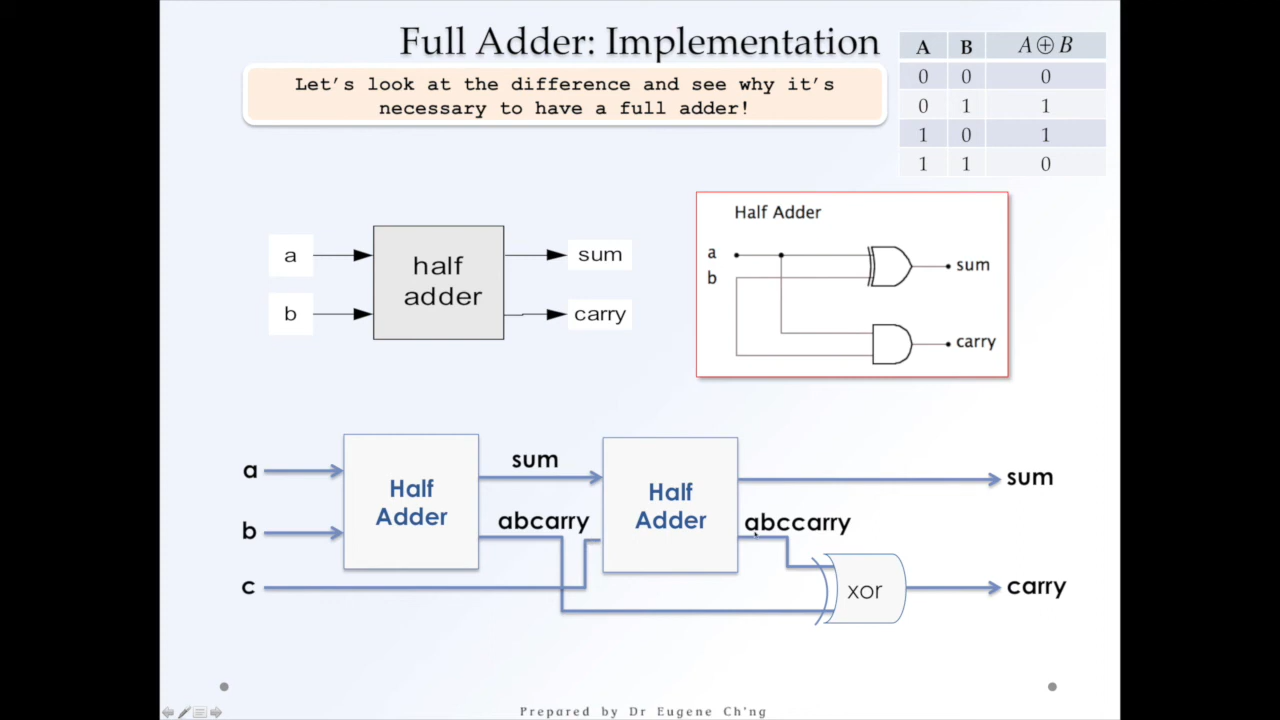 Full Adder: Implementation
Let's look at the difference and see why it's
necessary to have a full adder!
A B A⊕B
0 0 0
0 1 1
1 0 1
1 1 0
a
b
half
adder
sum
carry
Half Adder
a
b
sum
carry
a
b
c
Half
Adder
sum
abcarry
Half
Adder
abccarry
xor
sum
carry
Prepared by Dr Eugene Ch'ng